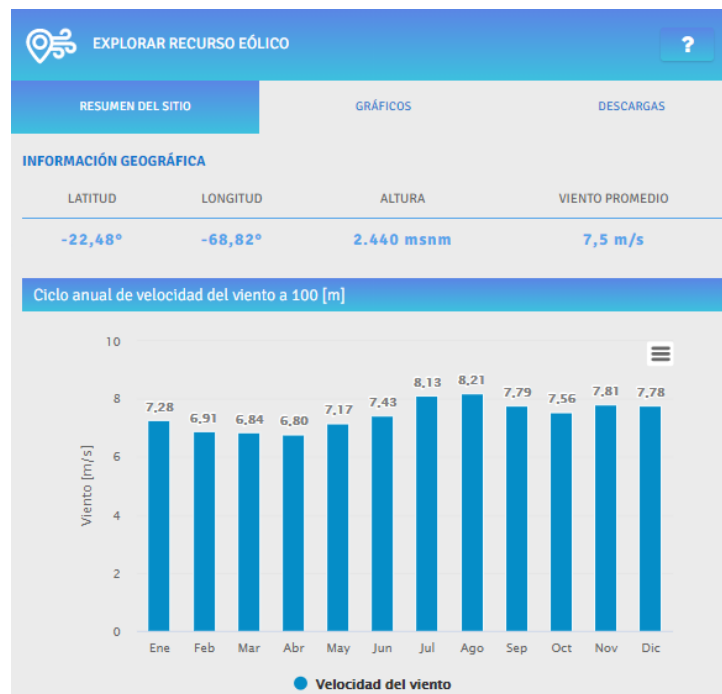 EXPLORAR RECURSO EÓLICO
?
RESUMEN DEL SITIO GRÁFICOS DESCARGAS
INFORMACIÓN GEOGRÁFICA
LATITUD LONGITUD ALTURA VIENTO PROMEDIO
-22,48° -68,82° 2.440 msnm 7,5 m/s
Ciclo anual de velocidad del viento a 100 [m]
Viento [m/s]
10
8
6
4
2
0
7,28 6,91 6,84 6,80 7,17 7,43 8,13 8,21 7,79 7,56 7,81 7,78
Ene Feb Mar Abr May Jun Jul Ago Sep Oct Nov Dic
Velocidad del viento